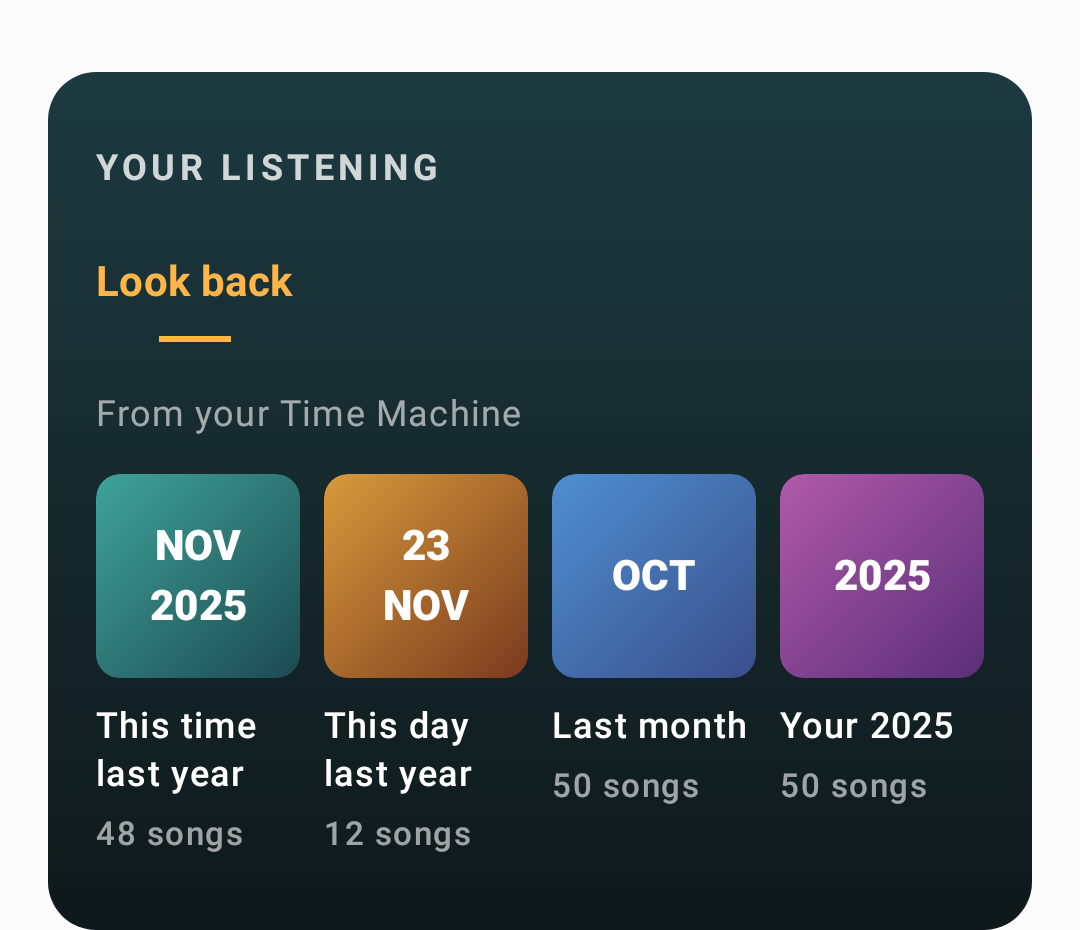 YOUR LISTENING
Look back
From your Time Machine
NOV
2025
23
NOV
OCT
2025
This time
last year
48 songs
This day
last year
12 songs
Last month
50 songs
Your 2025
50 songs